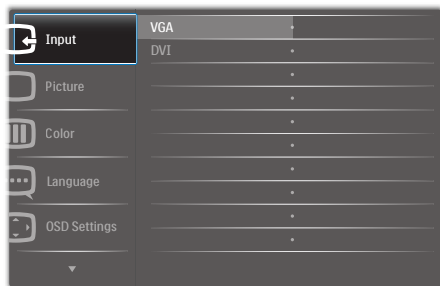 Input
VGA
DVI
Picture
Color
Language
OSD Settings